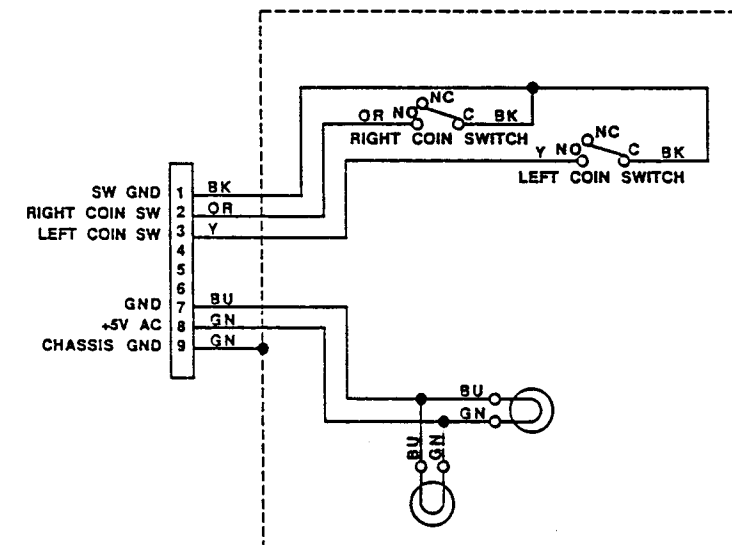 NC
OR NO C BK
RIGHT COIN SWITCH
NC
Y NO C BK
LEFT COIN SWITCH
SW GND 1 BK
RIGHT COIN SW 2 OR
LEFT COIN SW 3 Y
4
5
6
GND 7 BU
+5V AC 8 GN
CHASSIS GND 9 GN
BU
GN
BU
GN